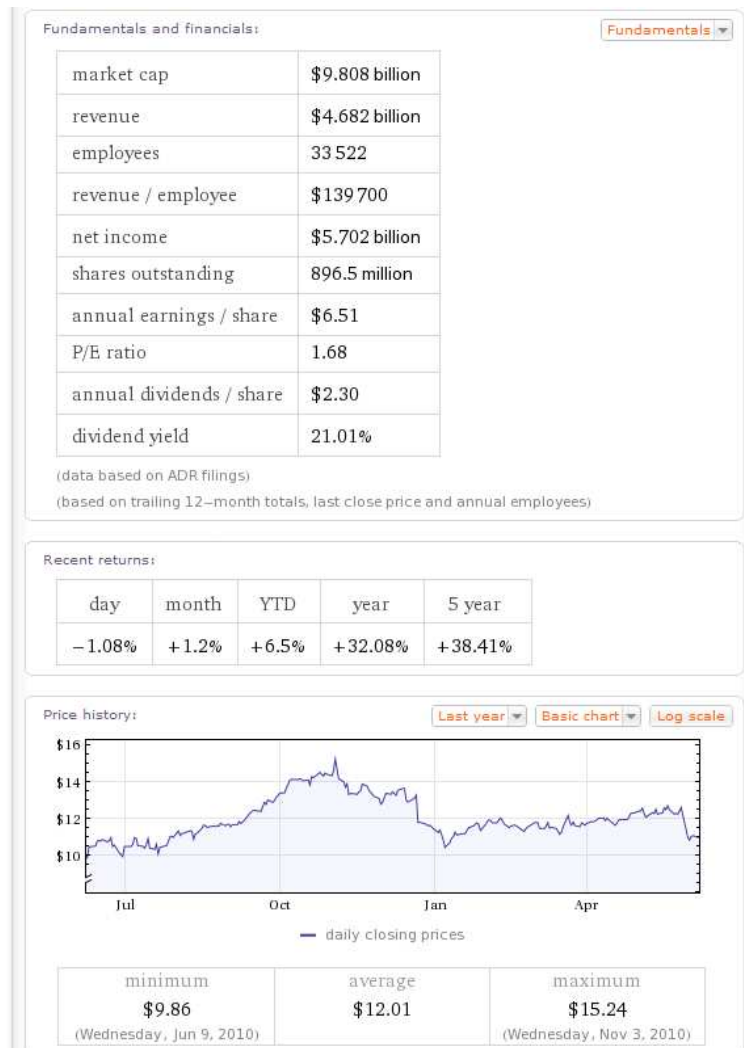 Fundamentals and financials: Fundamentals
market cap $9.808 billion
revenue $4.682 billion
employees 33 522
revenue / employee $139 700
net income $5.702 billion
shares outstanding 896.5 million
annual earnings / share $6.51
P/E ratio 1.68
annual dividends / share $2.30
dividend yield 21.01%
(data based on ADR filings)
(based on trailing 12–month totals, last close price and annual employees)
Recent returns:
day month YTD year 5 year
−1.08% +1.2% +6.5% +32.08% +38.41%
Price history: Last year Basic chart Log scale
$16
$14
$12
$10
Jul Oct Jan Apr
daily closing prices
minimum average maximum
$9.86 $12.01 $15.24
(Wednesday, Jun 9, 2010) (Wednesday, Nov 3, 2010)